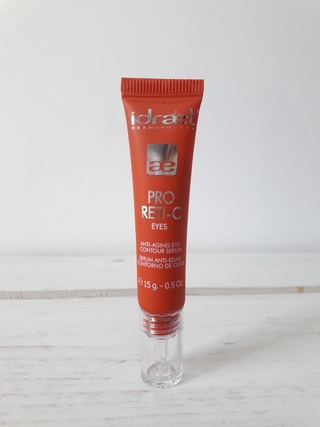 idraet
DERMOPOTENCY
æ
PRO
RETI-C
EYES
ANTI-AGING EYE
CONTOUR SERUM
SERUM ANTI-EDAD
CONTORNO DE OJOS
e 15 g. - 0.5 Oz.